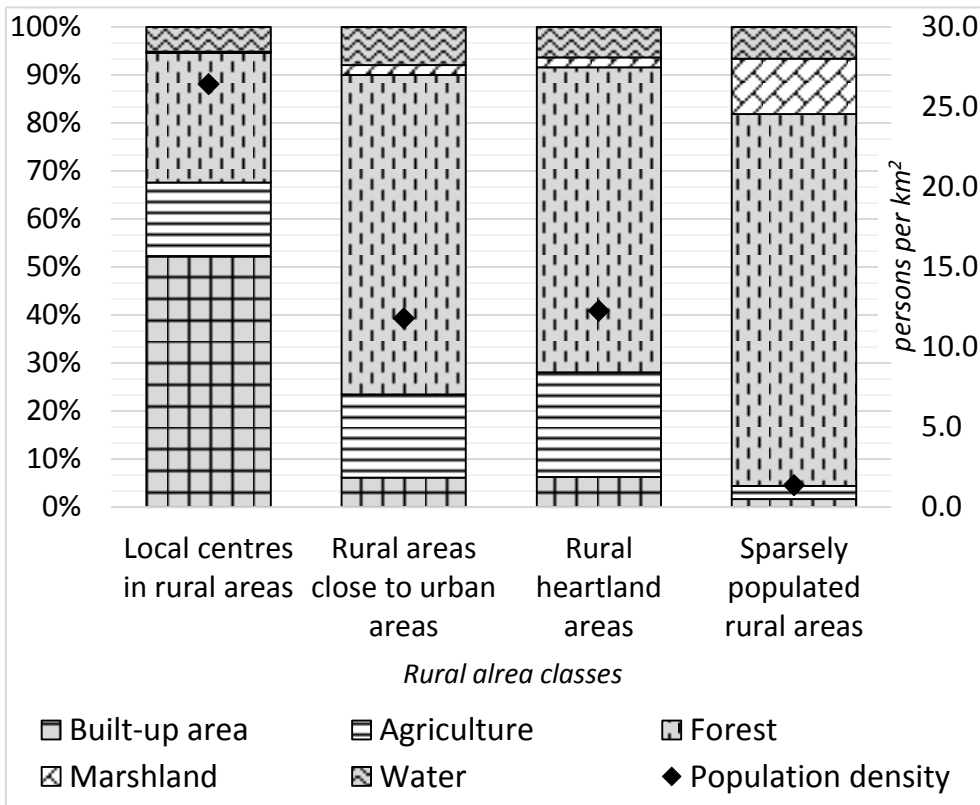 100%
90%
80%
70%
60%
50%
40%
30%
20%
10%
0%
30.0
25.0
20.0
15.0
10.0
5.0
0.0
persons per km²
Local centres
in rural areas
Rural areas
close to urban
areas
Rural
heartland
areas
Sparsely
populated
rural areas
Rural alrea classes
Built-up area
Agriculture
Forest
Marshland
Water
Population density